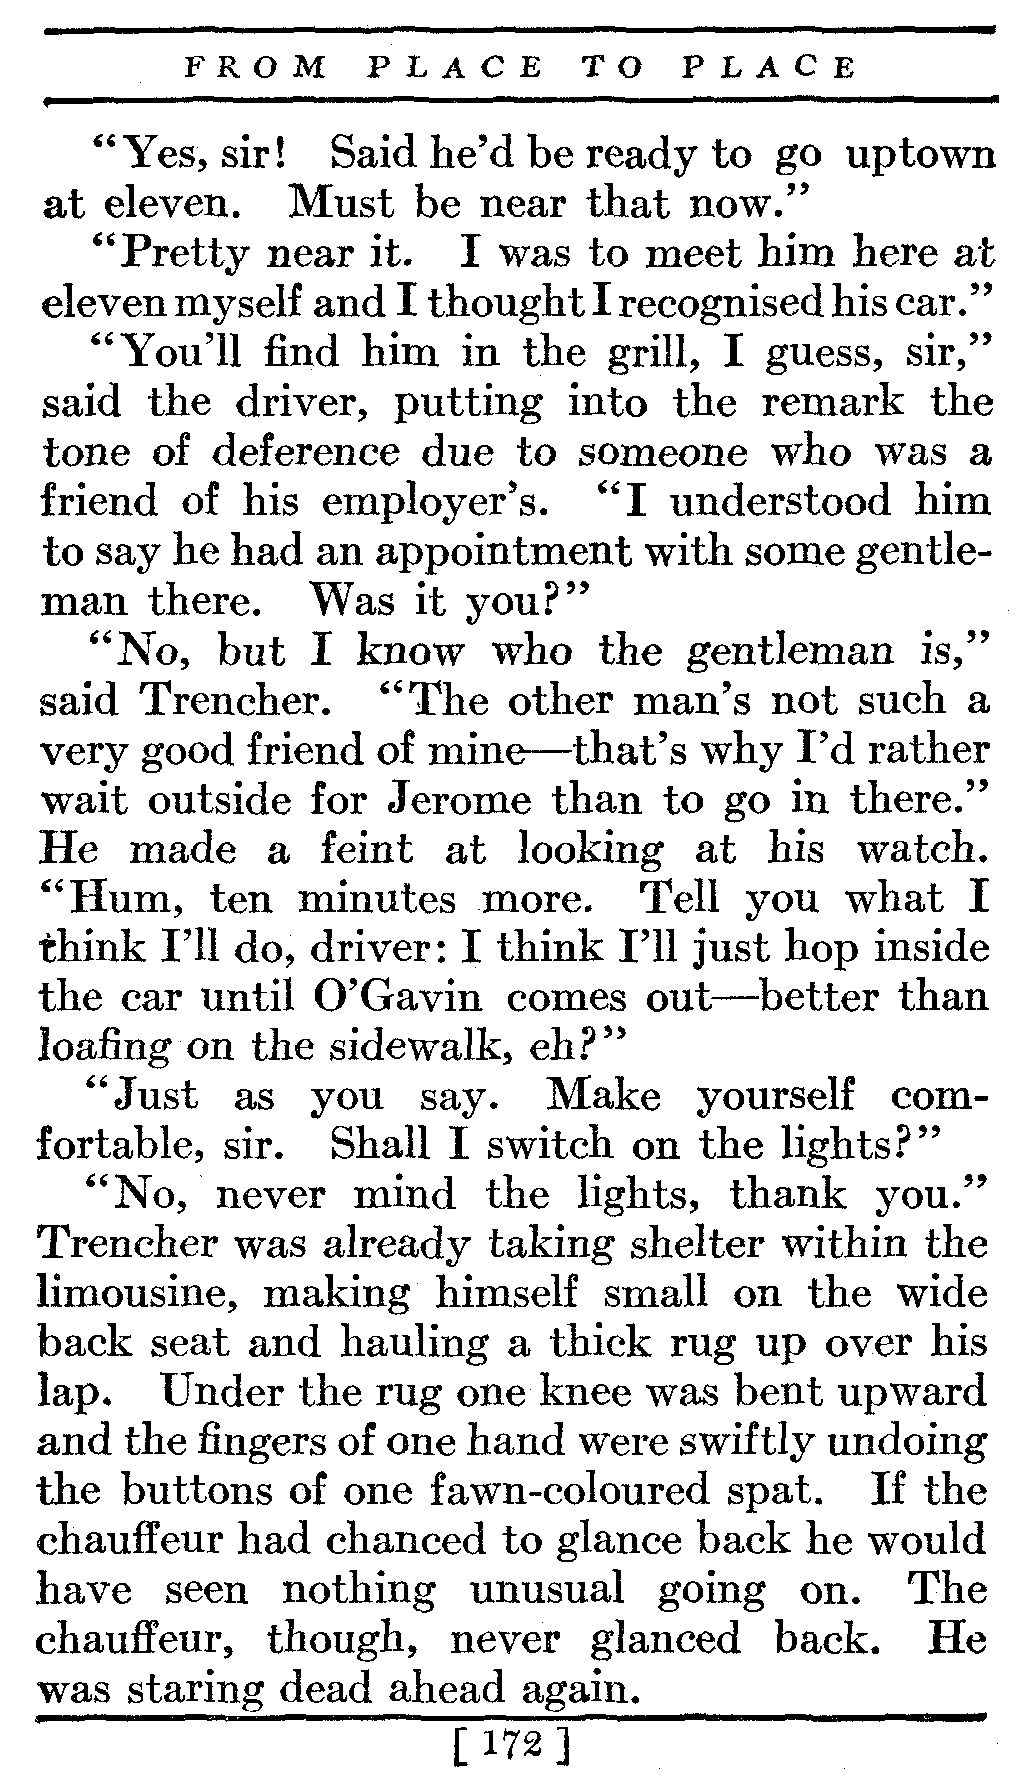 FROM PLACE TO PLACE
"Yes, sir! Said he'd be ready to go uptown
at eleven. Must be near that now."
"Pretty near it. I was to meet him here at
eleven myself and I thought I recognised his car."
"You'll find him in the grill, I guess, sir,"
said the driver, putting into the remark the
tone of deference due to someone who was a
friend of his employer's. "I understood him
to say he had an appointment with some gentle-
man there. Was it you?"
"No, but I know who the gentleman is,"
said Trencher. "The other man's not such a
very good friend of mine—that's why I'd rather
wait outside for Jerome than to go in there."
He made a feint at looking at his watch.
"Hum, ten minutes more. Tell you what I
think I'll do, driver: I think I'll just hop inside
the car until O'Gavin comes out—better than
loafing on the sidewalk, eh?"
"Just as you say. Make yourself com-
fortable, sir. Shall I switch on the lights?"
"No, never mind the lights, thank you."
Trencher was already taking shelter within the
limousine, making himself small on the wide
back seat and hauling a thick rug up over his
lap. Under the rug one knee was bent upward
and the fingers of one hand were swiftly undoing
the buttons of one fawn-coloured spat. If the
chauffeur had chanced to glance back he would
have seen nothing unusual going on. The
chauffeur, though, never glanced back. He
was staring dead ahead again.
[ 172 ]